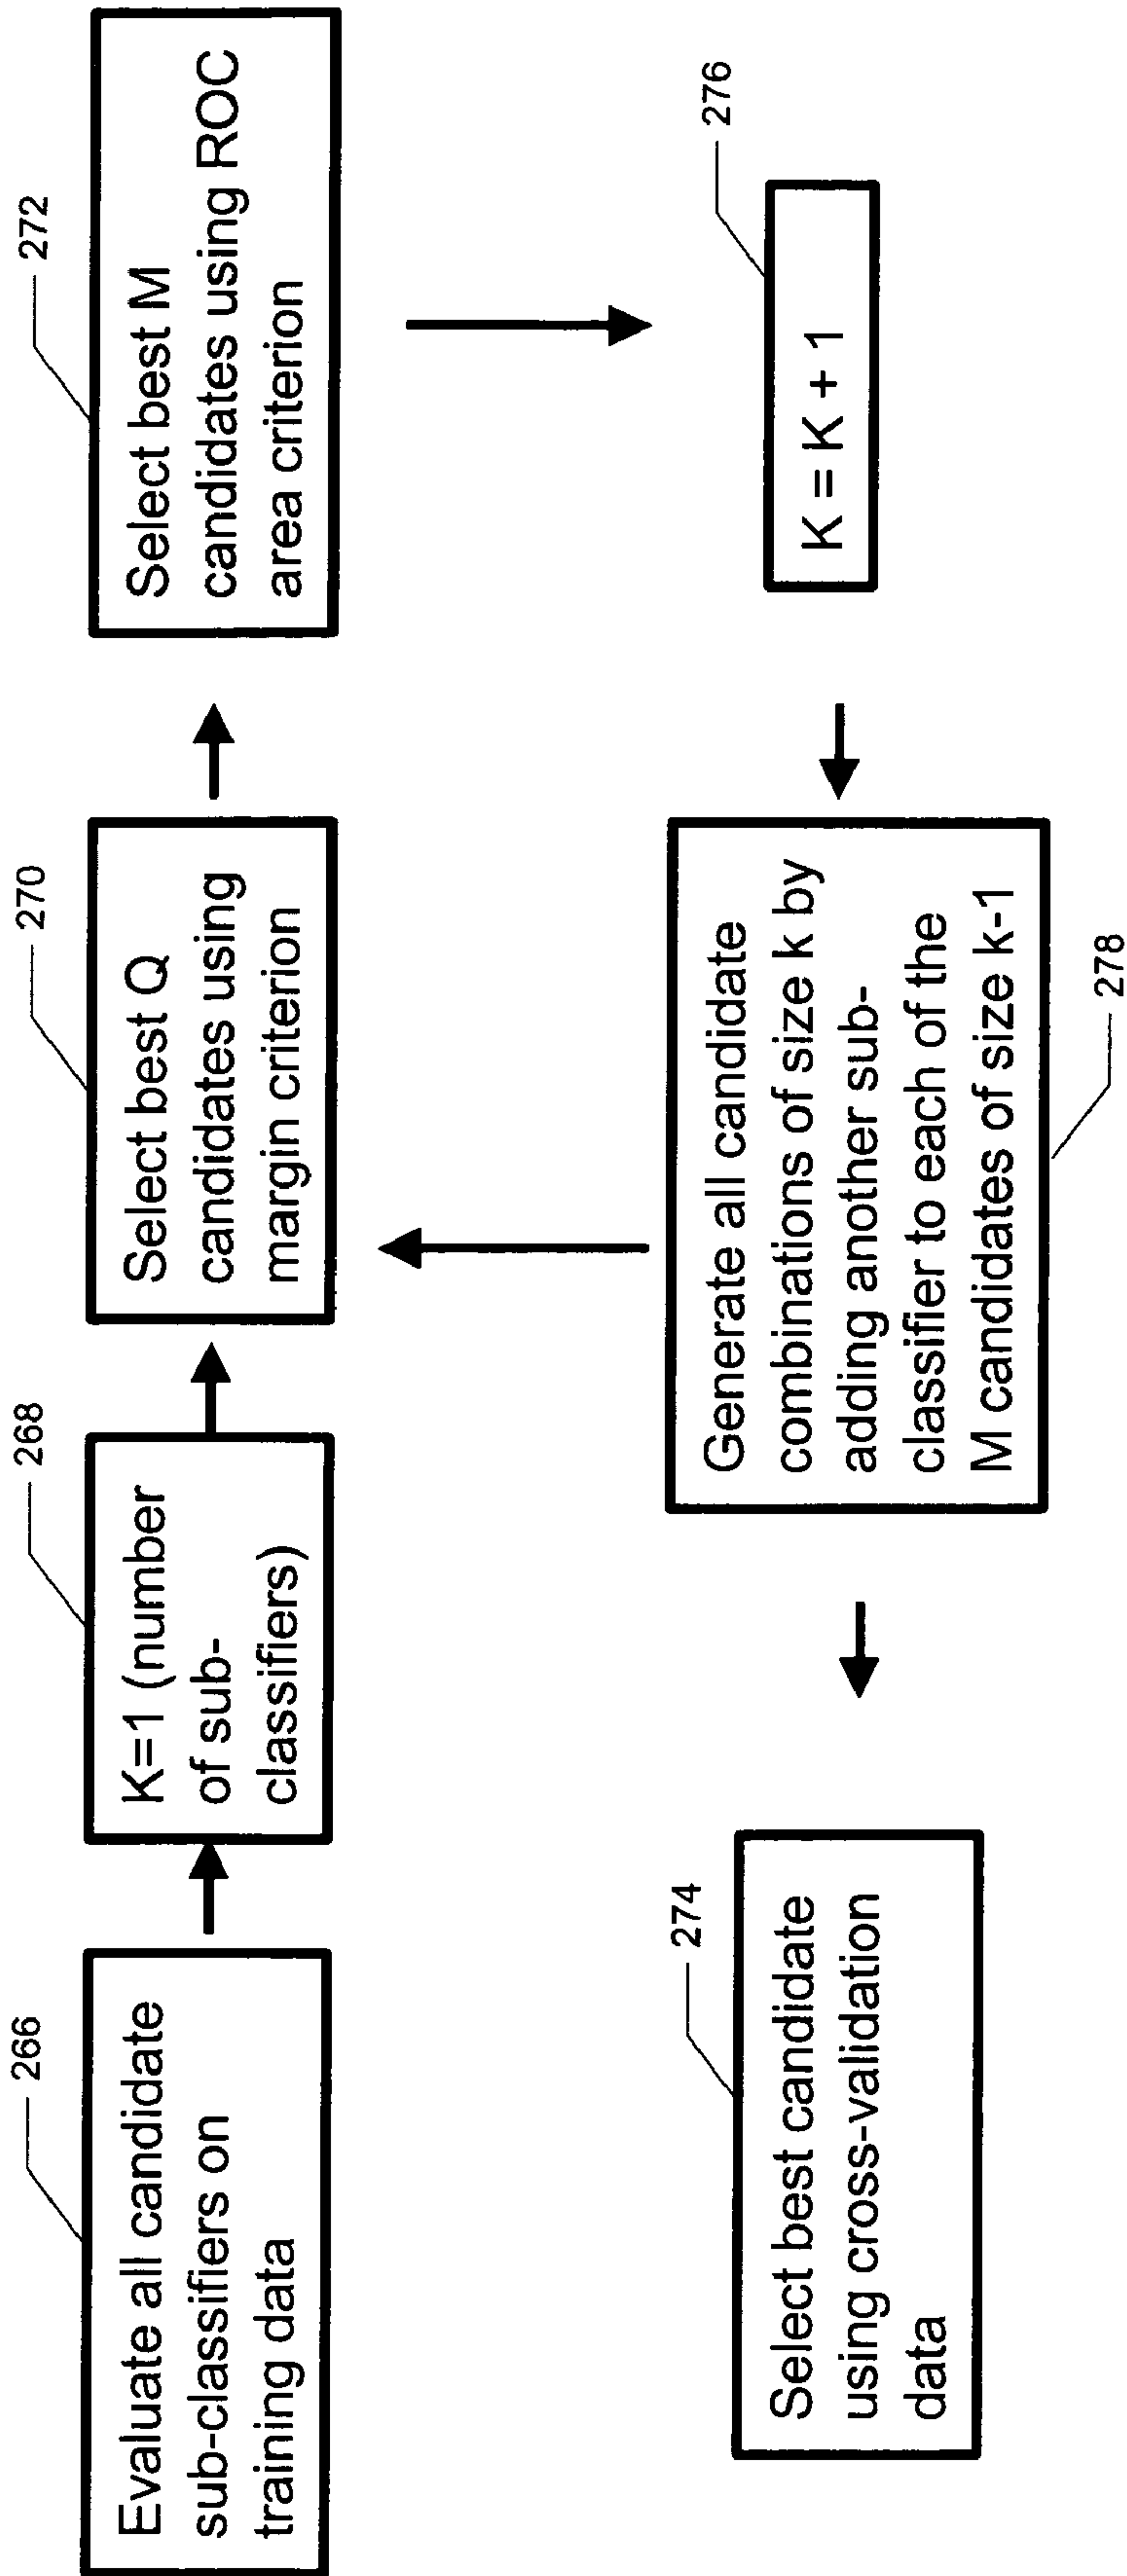 266
Evaluate all candidate
sub-classifiers on
training data
268
K=1 (number
of sub-
classifiers)
270
Select best Q
candidates using
margin criterion
272
Select best M
candidates using ROC
area criterion
274
Select best candidate
using cross-validation
data
Generate all candidate
combinations of size k by
adding another sub-
classifier to each of the
M candidates of size k-1
278
276
K = K + 1